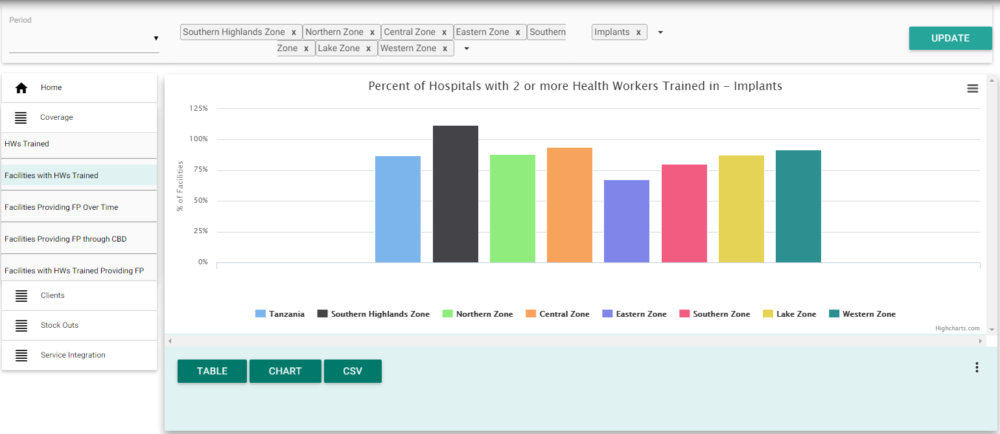 Period
Southern Highlands Zone x Northern Zone x Central Zone x Eastern Zone x Southern
Zone x Lake Zone x Western Zone x
Implants x
UPDATE
Home
Coverage
HWs Trained
Facilities with HWs Trained
Facilities Providing FP Over Time
Facilities Providing FP through CBD
Facilities with HWs Trained Providing FP
Clients
Stock Outs
Service Integration
Percent of Hospitals with 2 or more Health Workers Trained in – Implants
% of Facilities
125%
100%
75%
50%
25%
0%
Tanzania Southern Highlands Zone Northern Zone Central Zone Eastern Zone Southern Zone Lake Zone Western Zone
Highcharts.com
TABLE CHART CSV